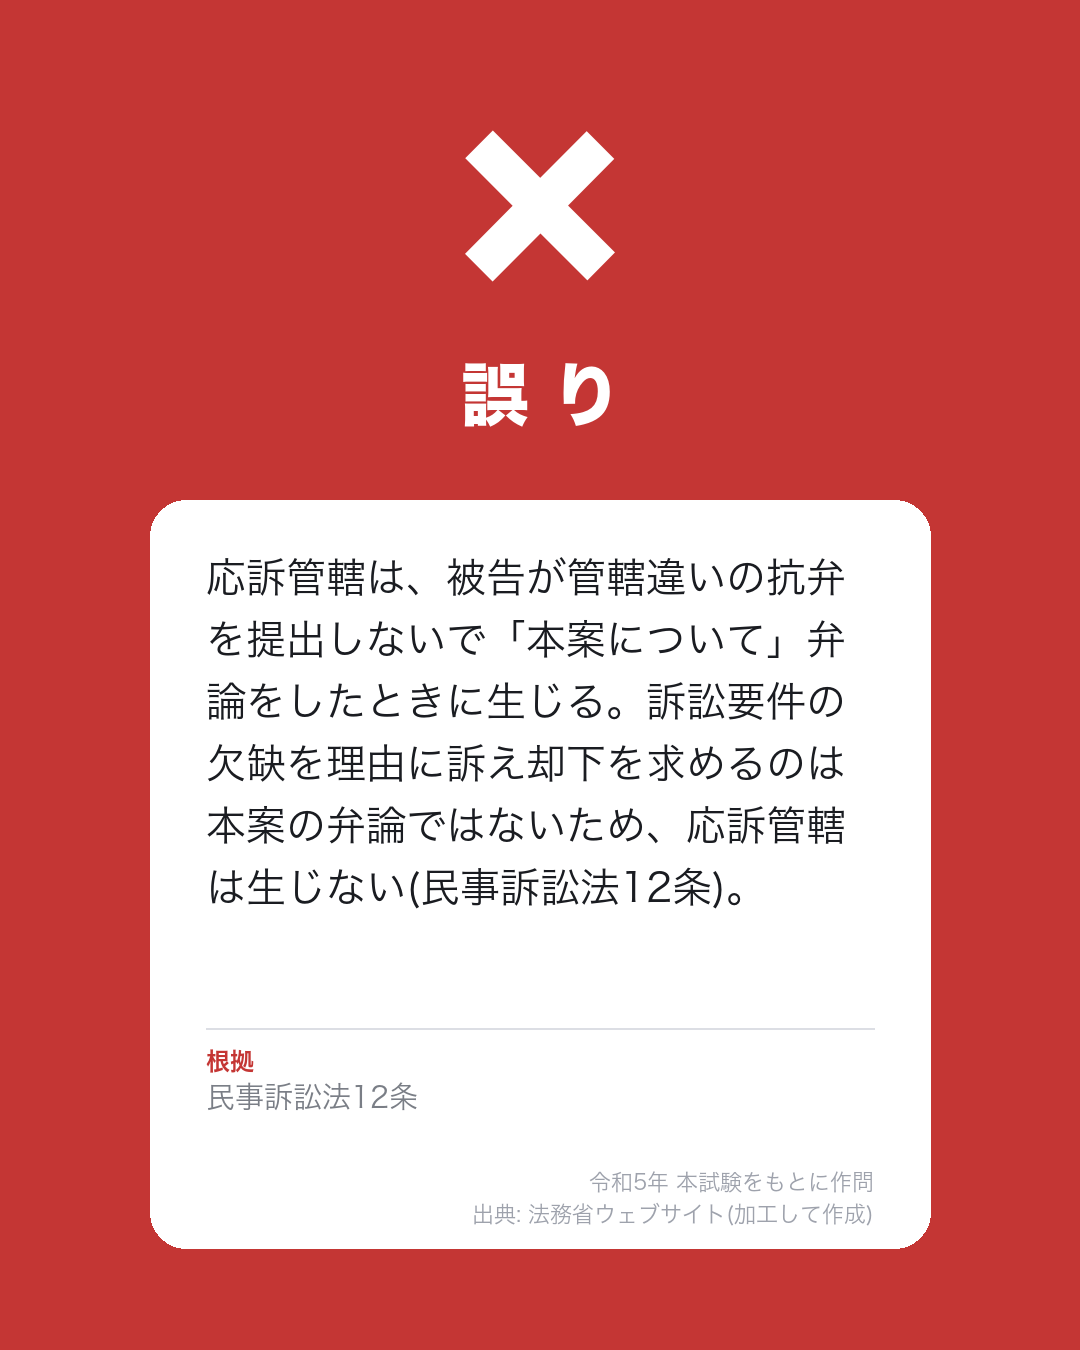 誤り
応訴管轄は、被告が管轄違いの抗弁
を提出しないで「本案について」弁
論をしたときに生じる。訴訟要件の
欠缺を理由に訴え却下を求めるのは
本案の弁論ではないため、応訴管轄
は生じない(民事訴訟法12条)。
根拠
民事訴訟法12条
令和5年 本試験をもとに作問
出典: 法務省ウェブサイト(加工して作成)